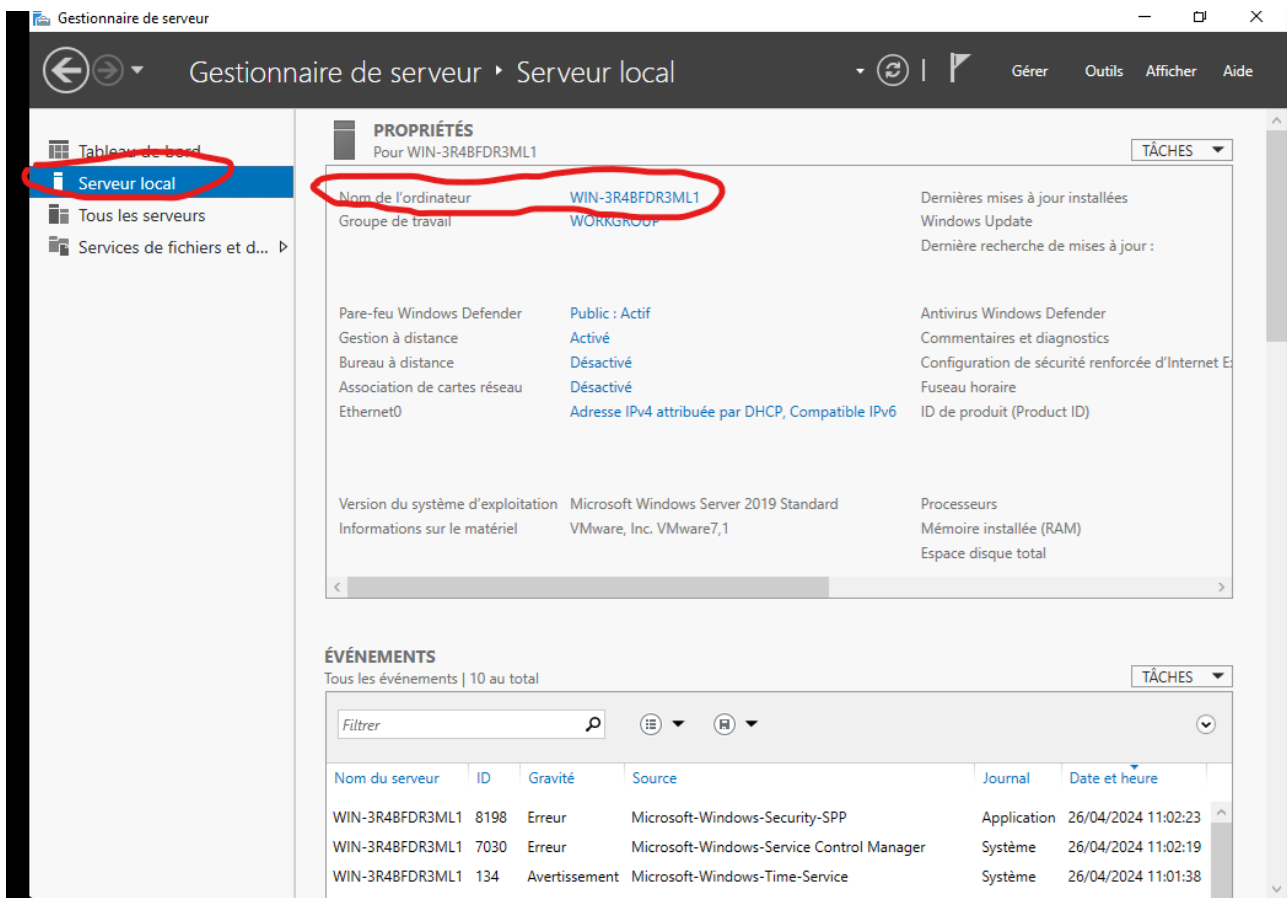 Gestionnaire de serveur
Gestionnaire de serveur ‣ Serveur local
Gérer Outils Afficher Aide
Tableau de bord
Serveur local
Tous les serveurs
Services de fichiers et d...
PROPRIÉTÉS
Pour WIN-3R4BFDR3ML1
TÂCHES
Nom de l'ordinateur WIN-3R4BFDR3ML1 Dernières mises à jour installées
Groupe de travail WORKGROUP Windows Update
Dernière recherche de mises à jour :
Pare-feu Windows Defender Public : Actif Antivirus Windows Defender
Gestion à distance Activé Commentaires et diagnostics
Bureau à distance Désactivé Configuration de sécurité renforcée d'Internet E
Association de cartes réseau Désactivé Fuseau horaire
Ethernet0 Adresse IPv4 attribuée par DHCP, Compatible IPv6 ID de produit (Product ID)
Version du système d'exploitation Microsoft Windows Server 2019 Standard Processeurs
Informations sur le matériel VMware, Inc. VMware7,1 Mémoire installée (RAM)
Espace disque total
ÉVÉNEMENTS
Tous les événements | 10 au total
TÂCHES
Filtrer
Nom du serveur ID Gravité Source Journal Date et heure
WIN-3R4BFDR3ML1 8198 Erreur Microsoft-Windows-Security-SPP Application 26/04/2024 11:02:23
WIN-3R4BFDR3ML1 7030 Erreur Microsoft-Windows-Service Control Manager Système 26/04/2024 11:02:19
WIN-3R4BFDR3ML1 134 Avertissement Microsoft-Windows-Time-Service Système 26/04/2024 11:01:38